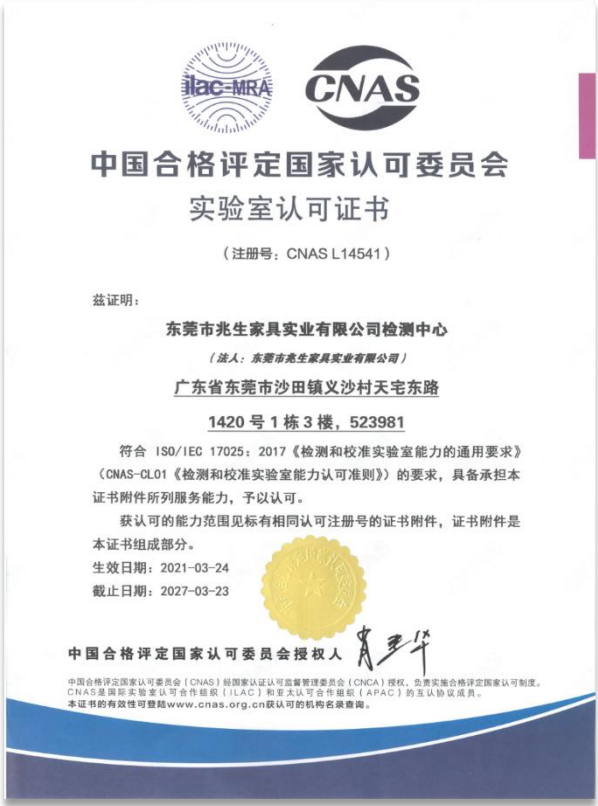 ilac-MRA
CNAS
中国合格评定国家认可委员会
实验室认可证书
（注册号：CNAS L14541）
兹证明：
东莞市兆生家具实业有限公司检测中心
（法人：东莞市兆生家具实业有限公司）
广东省东莞市沙田镇义沙村天宅东路
1420 号 1 栋 3 楼，523981
符合 ISO/IEC 17025：2017《检测和校准实验室能力的通用要求》
（CNAS-CL01《检测和校准实验室能力认可准则》）的要求，具备承担本
证书附件所列服务能力，予以认可。
获认可的能力范围见标有相同认可注册号的证书附件，证书附件是
本证书组成部分。
生效日期：2021-03-24
截止日期：2027-03-23
中国合格评定国家认可委员会授权人
中国合格评定国家认可委员会（CNAS）经国家认证认可监督管理委员会（CNCA）授权，负责实施合格评定国家认可制度。
CNAS是国际实验室认可合作组织（ILAC）和亚太认可合作组织（APAC）的互认协议成员。
本证书的有效性可登陆www.cnas.org.cn获认可的机构名录查询。